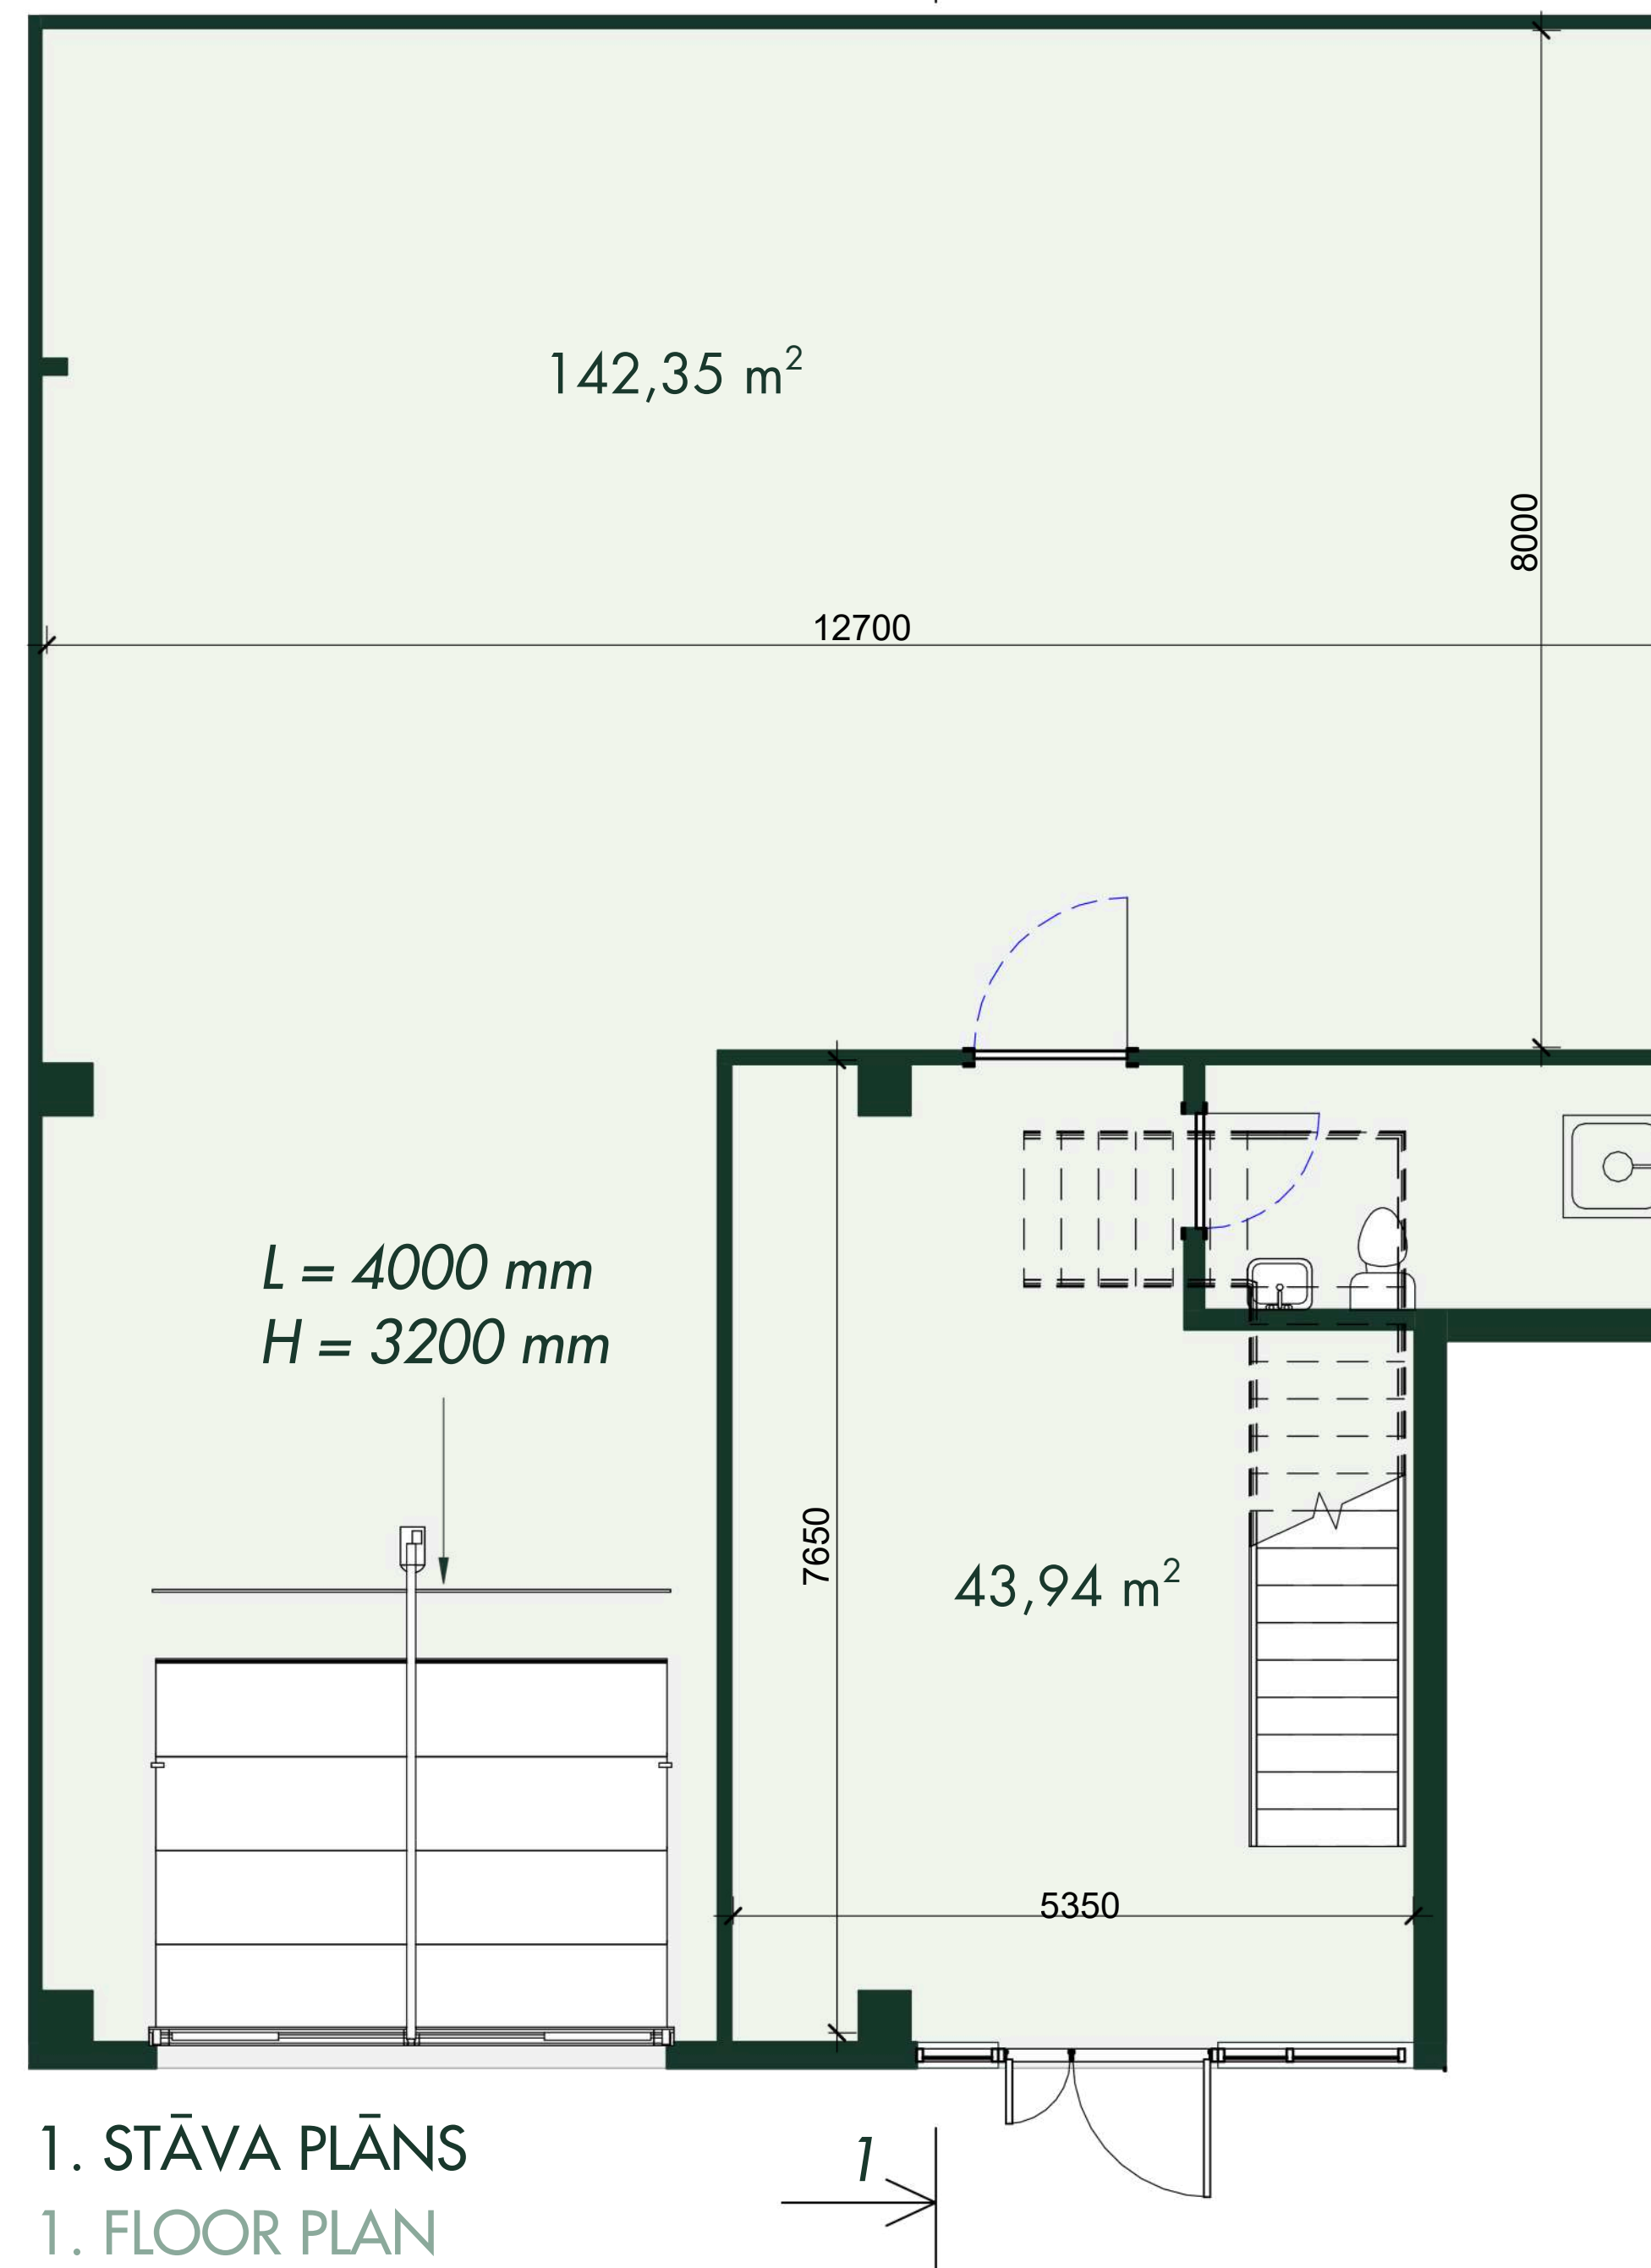 142,35 m²
8000
12700
L = 4000 mm
H = 3200 mm
7650
43,94 m²
5350
1. STĀVA PLĀNS
1
1. FLOOR PLAN